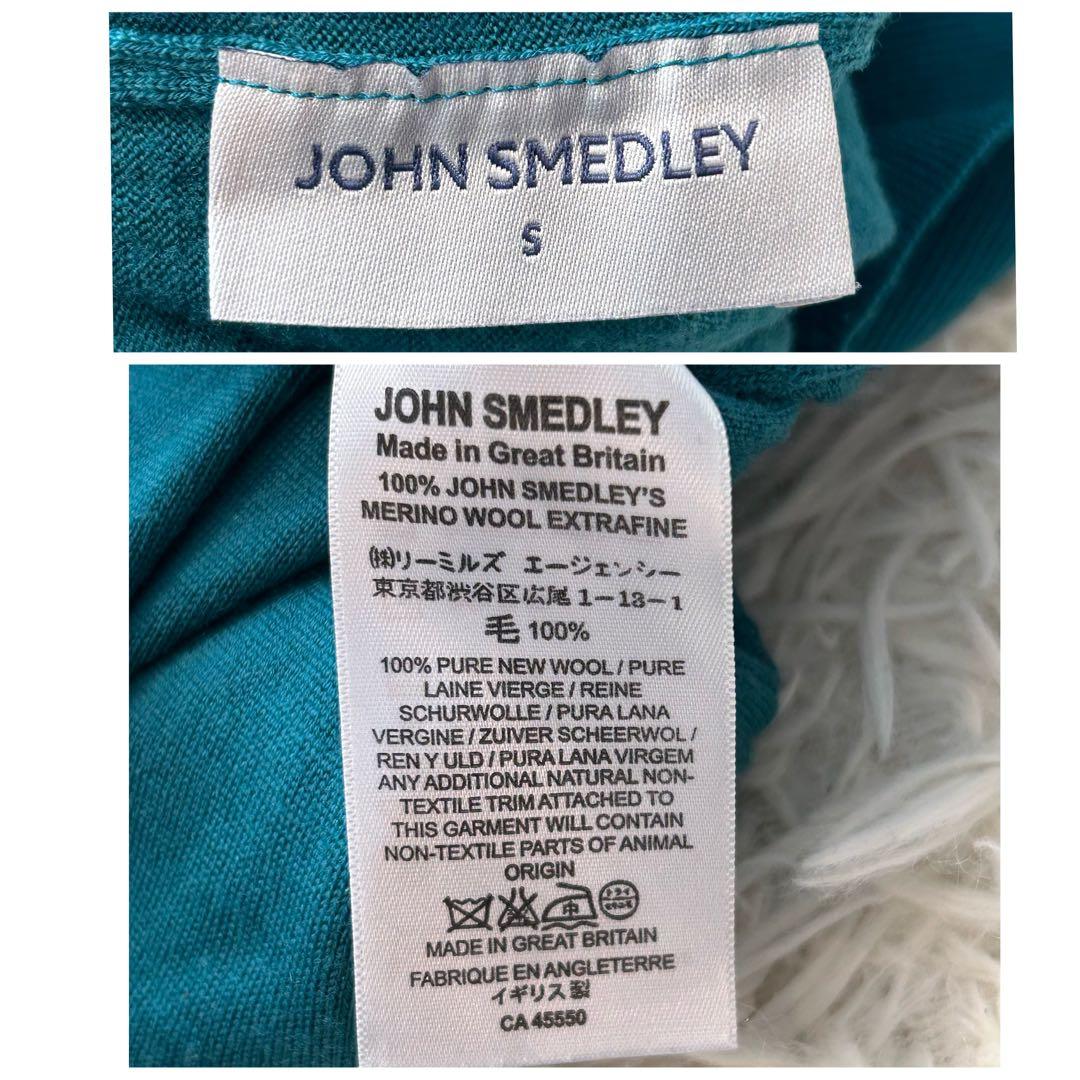 JOHN SMEDLEY
S
JOHN SMEDLEY
Made in Great Britain
100% JOHN SMEDLEY'S
MERINO WOOL EXTRAFINE
㈱リーミルズ エージェンシー
東京都渋谷区広尾 1-13-1
毛 100%
100% PURE NEW WOOL / PURE
LAINE VIERGE / REINE
SCHURWOLLE / PURA LANA
VERGINE / ZUIVER SCHEERWOL /
REN Y ULD / PURA LANA VIRGEM
ANY ADDITIONAL NATURAL NON-
TEXTILE TRIM ATTACHED TO
THIS GARMENT WILL CONTAIN
NON-TEXTILE PARTS OF ANIMAL
ORIGIN
中 ドライ
MADE IN GREAT BRITAIN
FABRIQUE EN ANGLETERRE
イギリス製
CA 45550